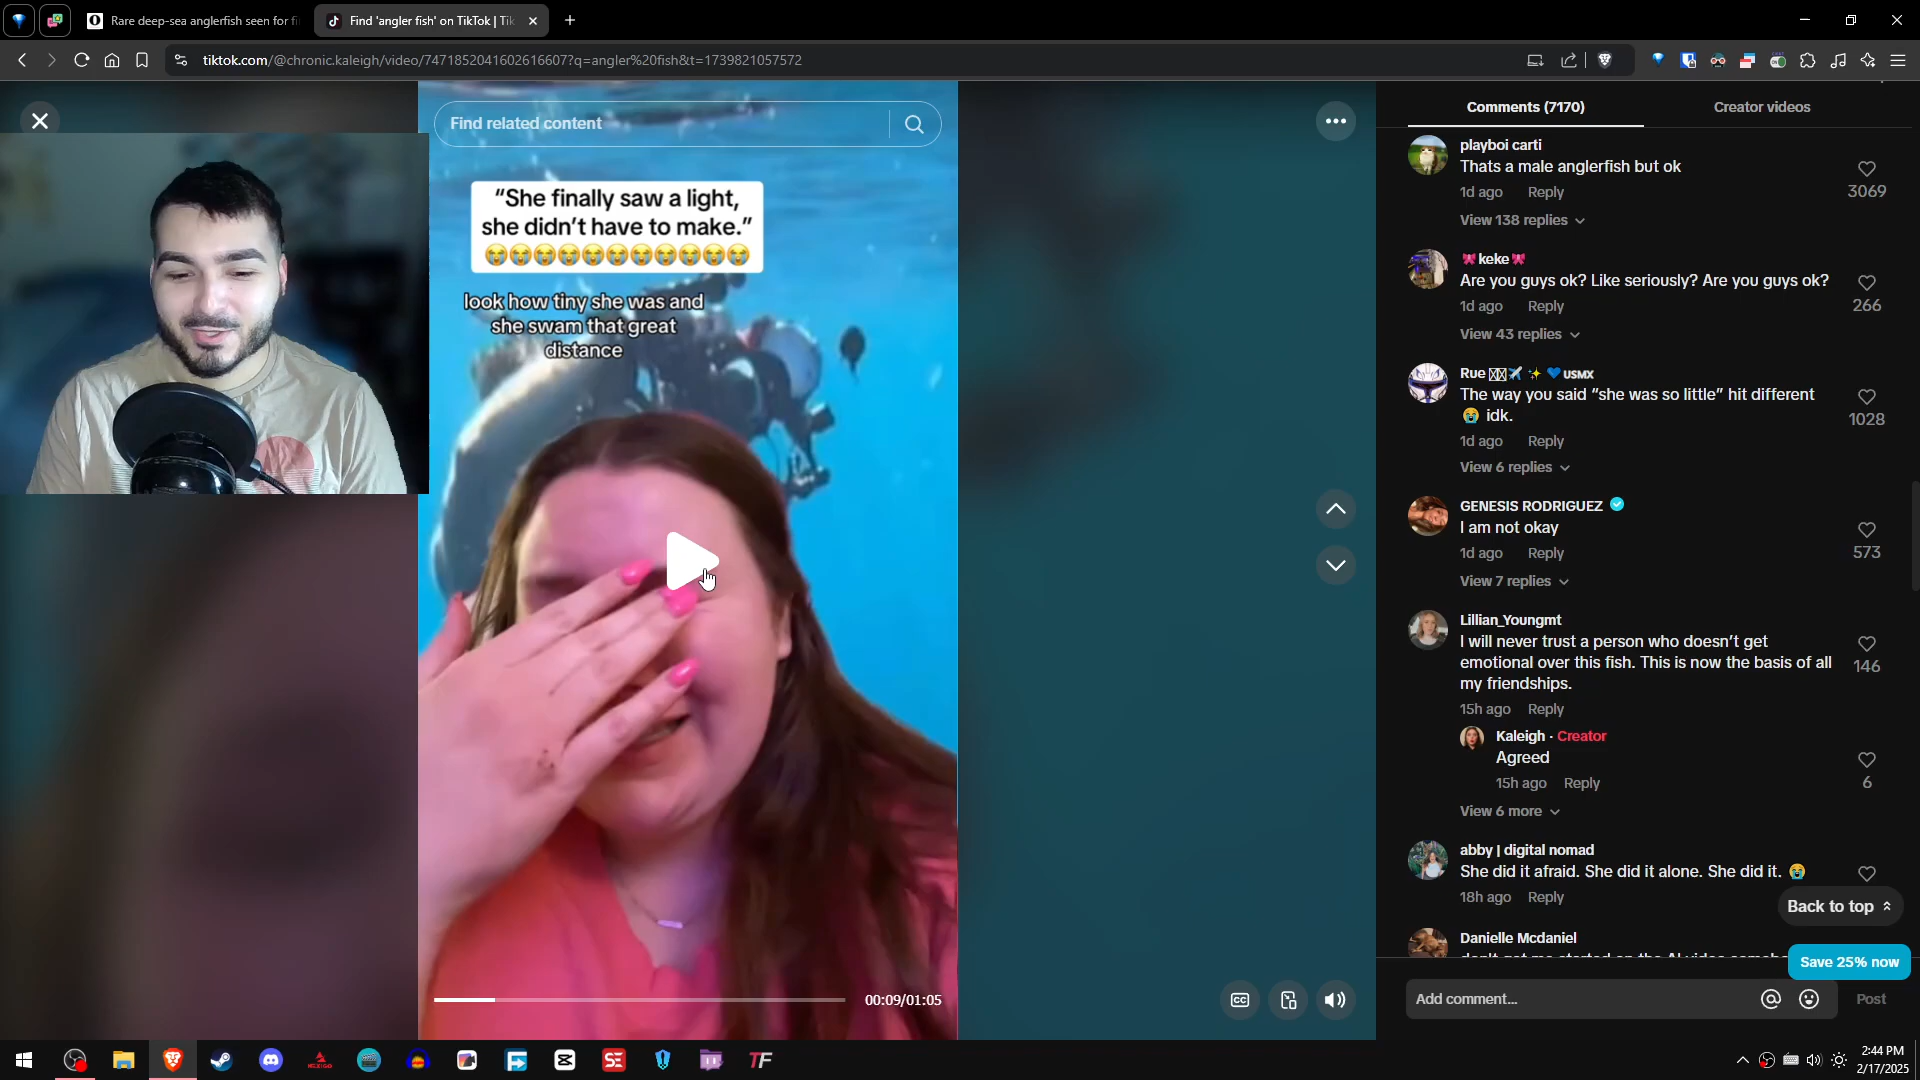 Rare deep-sea anglerfish seen for fi
Find 'angler fish' on TikTok | Tik
tiktok.com/@chronic.kaleigh/video/7471852041602616607?q=angler%20fish&t=1739821057572
Find related content
“She finally saw a light,
she didn’t have to make.”
😭😭😭😭😭😭😭😭😭😭😭
look how tiny she was and
she swam that great
distance
00:09/01:05
Comments (7170)
Creator videos
playboi carti
Thats a male anglerfish but ok
1d ago Reply
3069
View 138 replies
🎀keke🎀
Are you guys ok? Like seriously? Are you guys ok?
1d ago Reply
266
View 43 replies
Rue ✈️✨💙USMX
The way you said “she was so little” hit different
😭 idk.
1d ago Reply
1028
View 6 replies
GENESIS RODRIGUEZ
I am not okay
1d ago Reply
573
View 7 replies
Lillian_Youngmt
I will never trust a person who doesn’t get
emotional over this fish. This is now the basis of all
my friendships.
146
15h ago Reply
Kaleigh · Creator
Agreed
15h ago Reply
6
View 6 more
abby | digital nomad
She did it afraid. She did it alone. She did it. 😭
18h ago Reply
Back to top
Danielle Mcdaniel
Save 25% now
Add comment...
Post
2:44 PM
2/17/2025